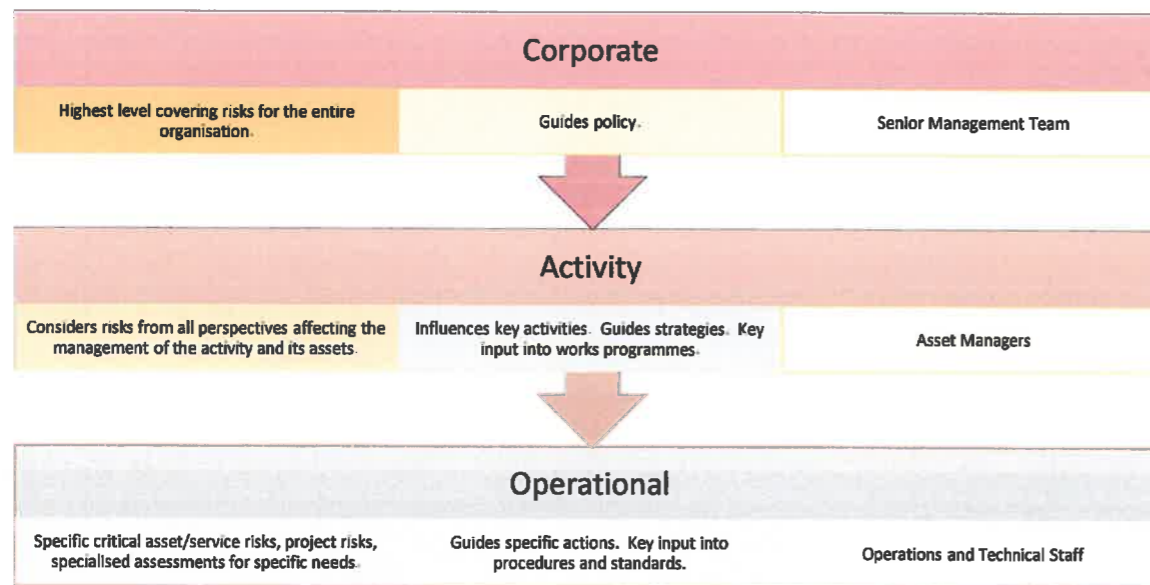 Corporate
Highest level covering risks for the entire
organisation.
Guides policy.
Senior Management Team
Activity
Considers risks from all perspectives affecting the
management of the activity and its assets.
Influences key activities. Guides strategies. Key
input into works programmes.
Asset Managers
Operational
Specific critical asset/service risks, project risks,
specialised assessments for specific needs.
Guides specific actions. Key input into
procedures and standards.
Operations and Technical Staff